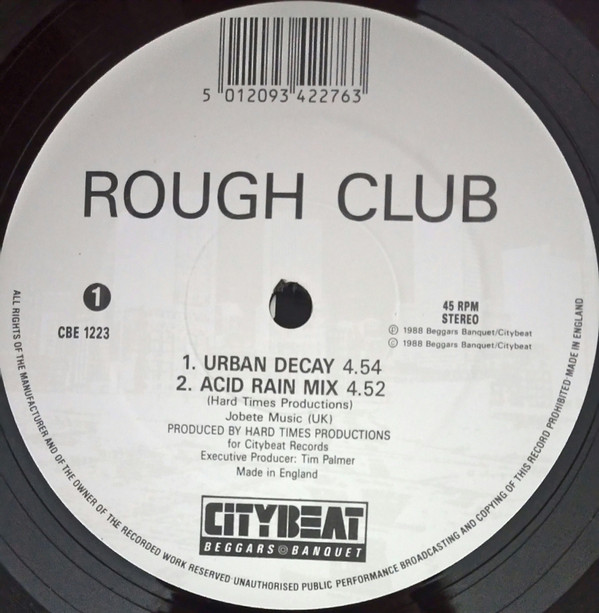 5 012093 422763
ROUGH CLUB
1
CBE 1223
45 RPM
STEREO
℗ 1988 Beggars Banquet/Citybeat
© 1988 Beggars Banquet/Citybeat
1. URBAN DECAY 4.54
2. ACID RAIN MIX 4.52
(Hard Times Productions)
Jobete Music (UK)
PRODUCED BY HARD TIMES PRODUCTIONS
for Citybeat Records
Executive Producer: Tim Palmer
Made in England
CITYBEAT
BEGGARS BANQUET
ALL RIGHTS OF THE MANUFACTURER AND OF THE OWNER OF THE RECORDED WORK RESERVED·UNAUTHORISED PUBLIC PERFORMANCE BROADCASTING AND COPYING OF THIS RECORD PROHIBITED·MADE IN ENGLAND